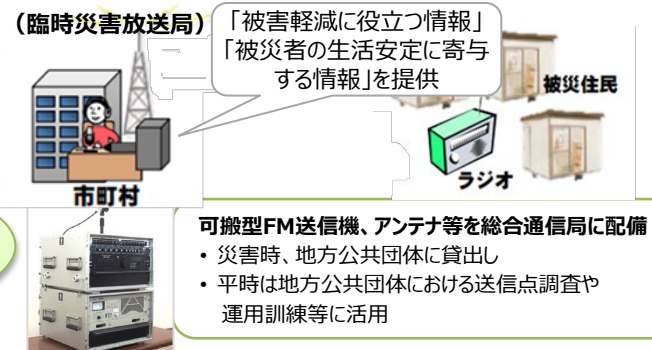 （臨時災害放送局）
「被害軽減に役立つ情報」
「被災者の生活安定に寄与
する情報」を提供
被災住民
ラジオ
市町村
可搬型FM送信機、アンテナ等を総合通信局に配備
• 災害時、地方公共団体に貸出し
• 平時は地方公共団体における送信点調査や
運用訓練等に活用